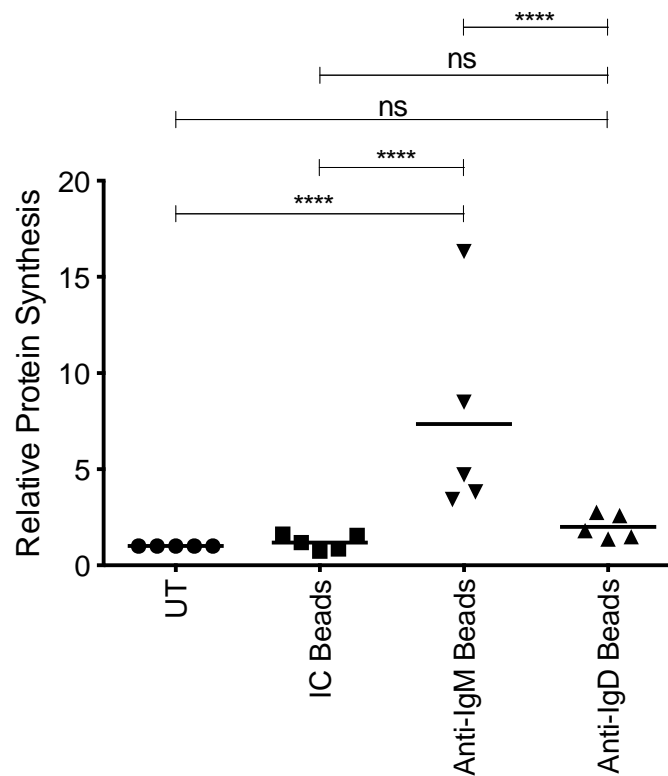 ****
ns
ns
****
****
Relative Protein Synthesis
20
15
10
5
0
UT
IC Beads
Anti-IgM Beads
Anti-IgD Beads